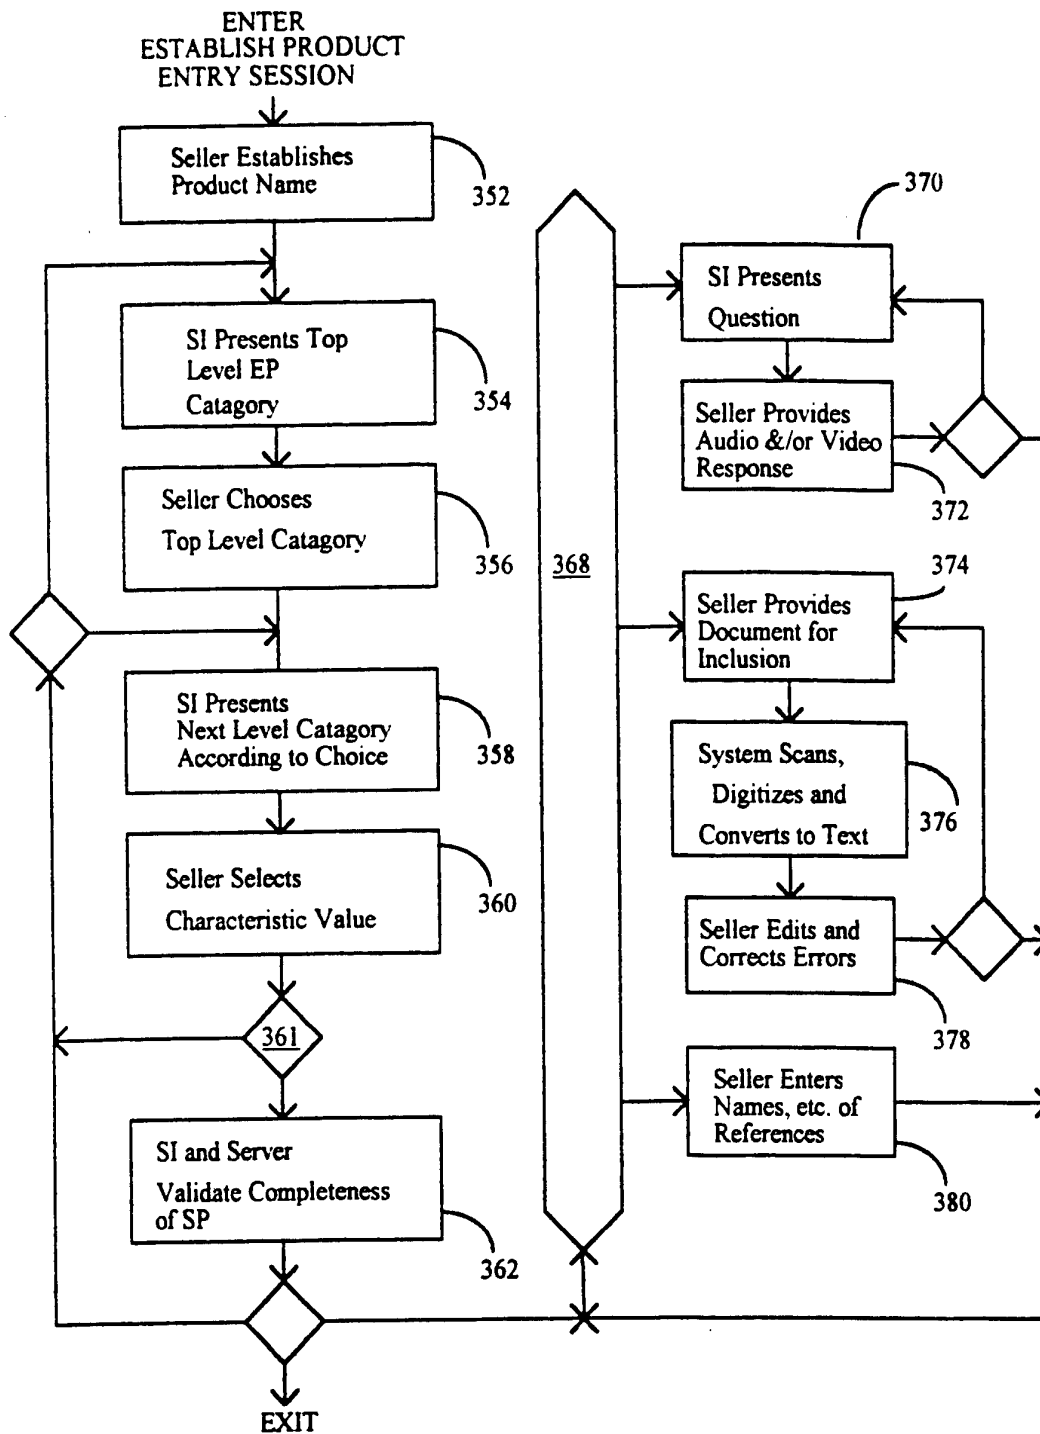 ENTER
ESTABLISH PRODUCT
ENTRY SESSION
Seller Establishes
Product Name
352
SI Presents Top
Level EP
Catagory
354
Seller Chooses
Top Level Catagory
356
SI Presents
Next Level Catagory
According to Choice
358
Seller Selects
Characteristic Value
360
361
SI and Server
Validate Completeness
of SP
362
EXIT
368
370
SI Presents
Question
Seller Provides
Audio &/or Video
Response
372
374
Seller Provides
Document for
Inclusion
System Scans,
Digitizes and
Converts to Text
376
Seller Edits and
Corrects Errors
378
Seller Enters
Names, etc. of
References
380